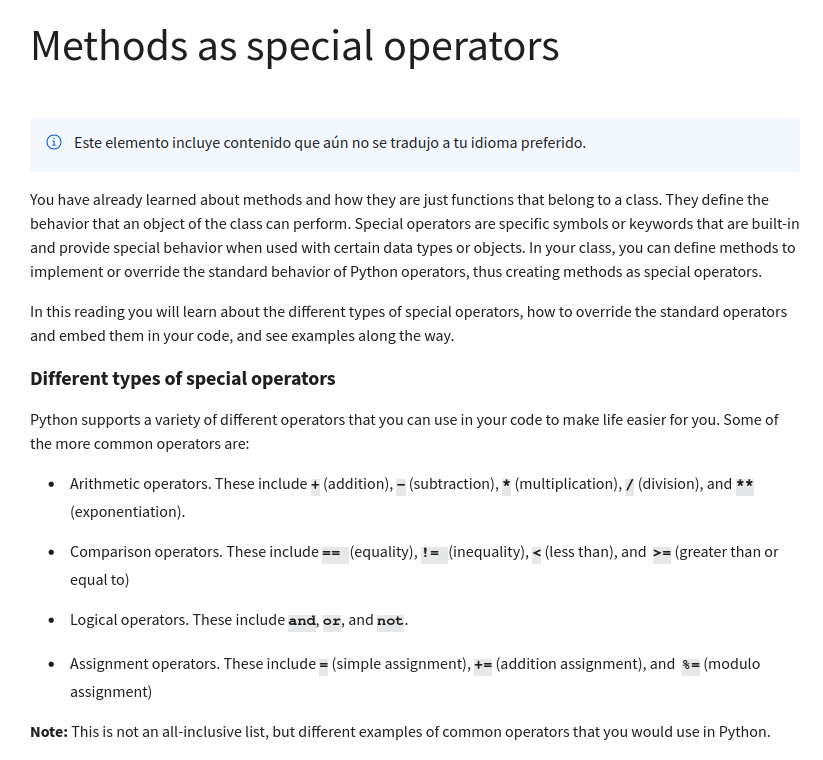 Methods as special operators
Este elemento incluye contenido que aún no se tradujo a tu idioma preferido.
You have already learned about methods and how they are just functions that belong to a class. They define the
behavior that an object of the class can perform. Special operators are specific symbols or keywords that are built-in
and provide special behavior when used with certain data types or objects. In your class, you can define methods to
implement or override the standard behavior of Python operators, thus creating methods as special operators.
In this reading you will learn about the different types of special operators, how to override the standard operators
and embed them in your code, and see examples along the way.
Different types of special operators
Python supports a variety of different operators that you can use in your code to make life easier for you. Some of
the more common operators are:
• Arithmetic operators. These include + (addition), – (subtraction), * (multiplication), / (division), and **
(exponentiation).
• Comparison operators. These include == (equality), != (inequality), < (less than), and >= (greater than or
equal to)
• Logical operators. These include and, or, and not.
• Assignment operators. These include = (simple assignment), += (addition assignment), and %= (modulo
assignment)
Note: This is not an all-inclusive list, but different examples of common operators that you would use in Python.